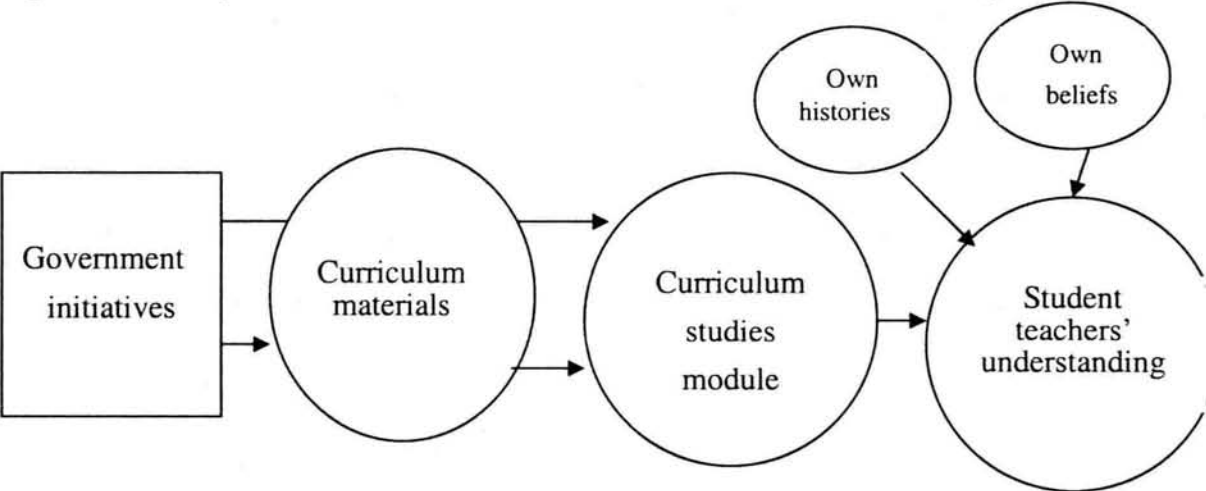 Own
histories
Own
beliefs
Government
initiatives
Curriculum
materials
Curriculum
studies
module
Student
teachers'
understanding